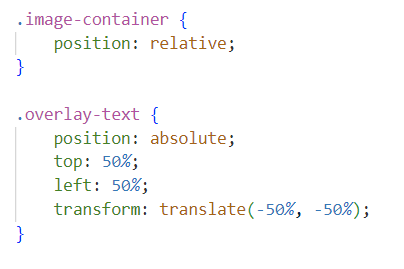 .image-container {
    position: relative;
}

.overlay-text {
    position: absolute;
    top: 50%;
    left: 50%;
    transform: translate(-50%, -50%);
}